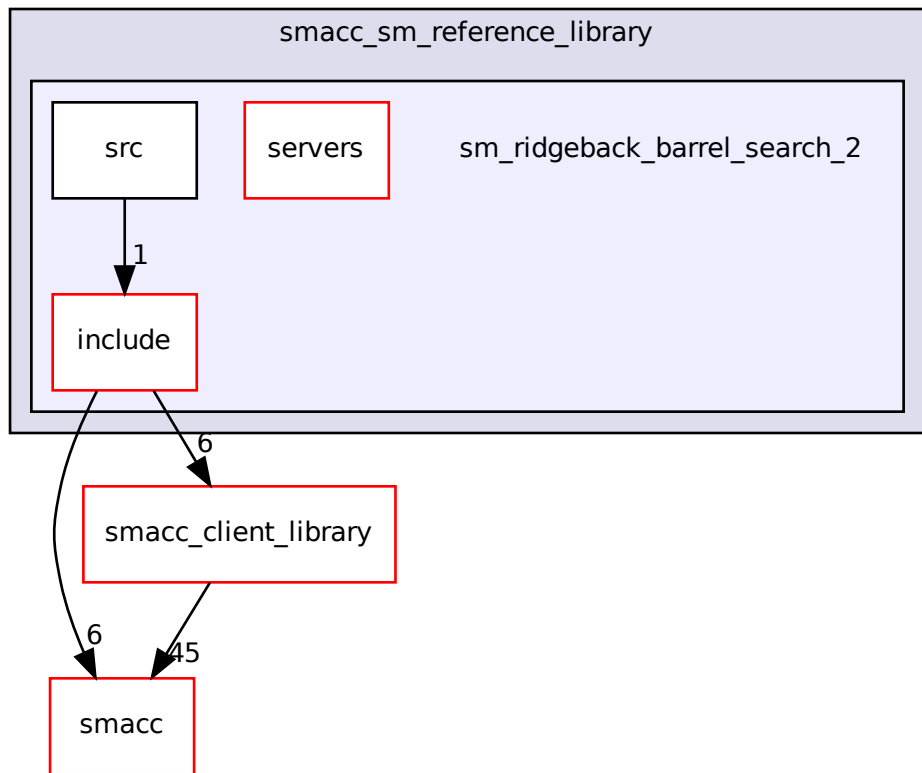 smacc_sm_reference_library
src
servers
sm_ridgeback_barrel_search_2
1
include
6
smacc_client_library
6
45
smacc